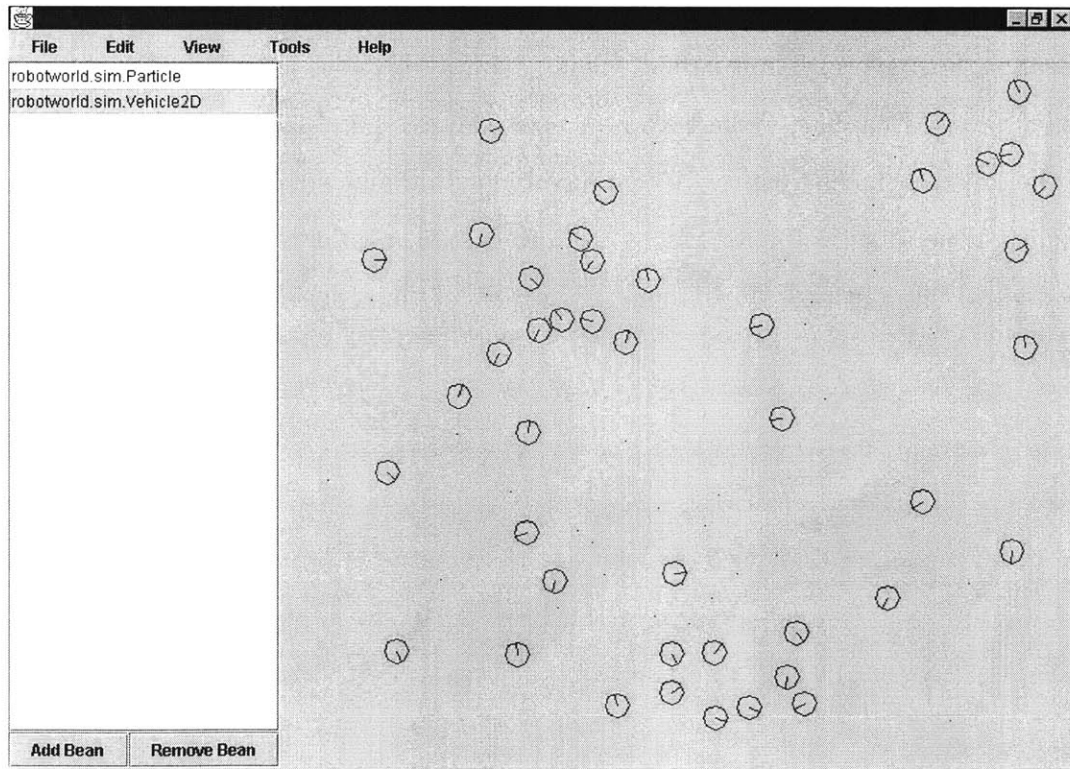 File Edit View Tools Help
robotworld.sim.Particle
robotworld.sim.Vehicle2D
Add Bean Remove Bean